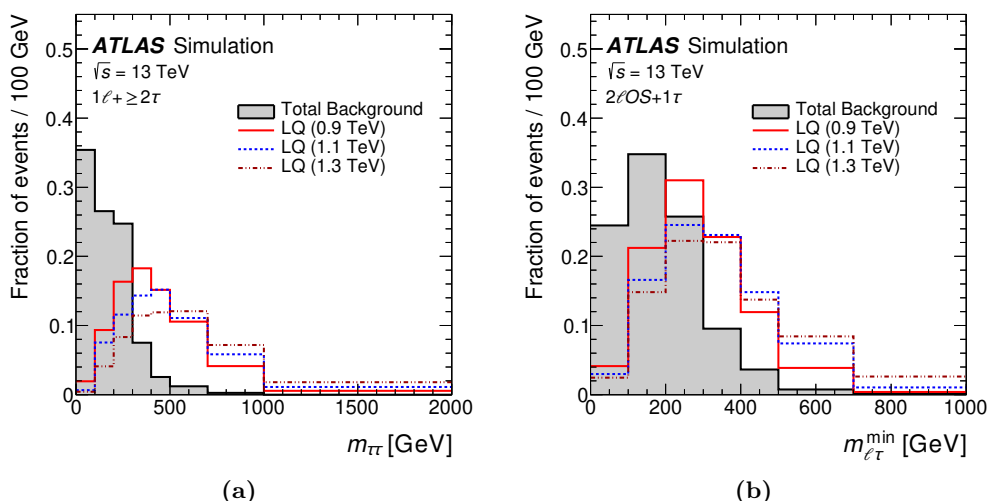 Fraction of events / 100 GeV
0.5
0.4
0.3
0.2
0.1
0
ATLAS Simulation
√s = 13 TeV
1ℓ+≥2τ
Total Background
LQ (0.9 TeV)
LQ (1.1 TeV)
LQ (1.3 TeV)
0 500 1000 1500 2000
m_ττ [GeV]
(a)
Fraction of events / 100 GeV
0.5
0.4
0.3
0.2
0.1
0
ATLAS Simulation
√s = 13 TeV
2ℓOS+1τ
Total Background
LQ (0.9 TeV)
LQ (1.1 TeV)
LQ (1.3 TeV)
0 200 400 600 800 1000
m_ℓτ^min [GeV]
(b)